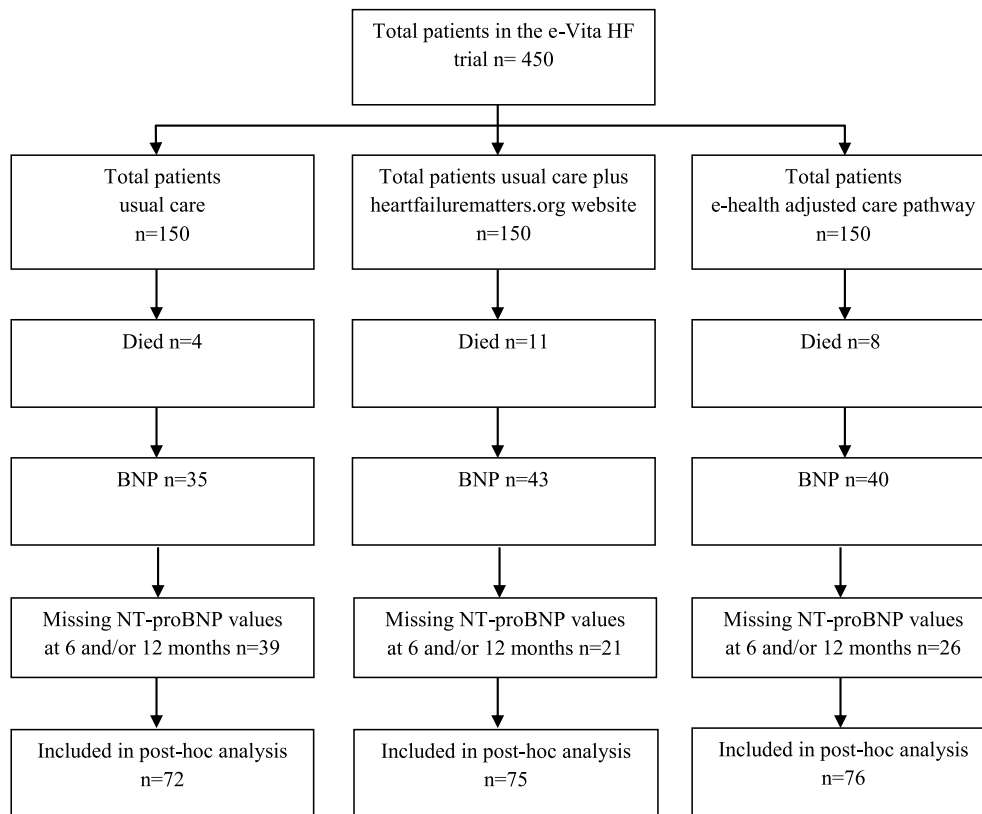 Total patients in the e-Vita HF
trial n= 450
Total patients
usual care
n=150
Total patients usual care plus
heartfailurematters.org website
n=150
Total patients
e-health adjusted care pathway
n=150
Died n=4
Died n=11
Died n=8
BNP n=35
BNP n=43
BNP n=40
Missing NT-proBNP values
at 6 and/or 12 months n=39
Missing NT-proBNP values
at 6 and/or 12 months n=21
Missing NT-proBNP values
at 6 and/or 12 months n=26
Included in post-hoc analysis
n=72
Included in post-hoc analysis
n=75
Included in post-hoc analysis
n=76